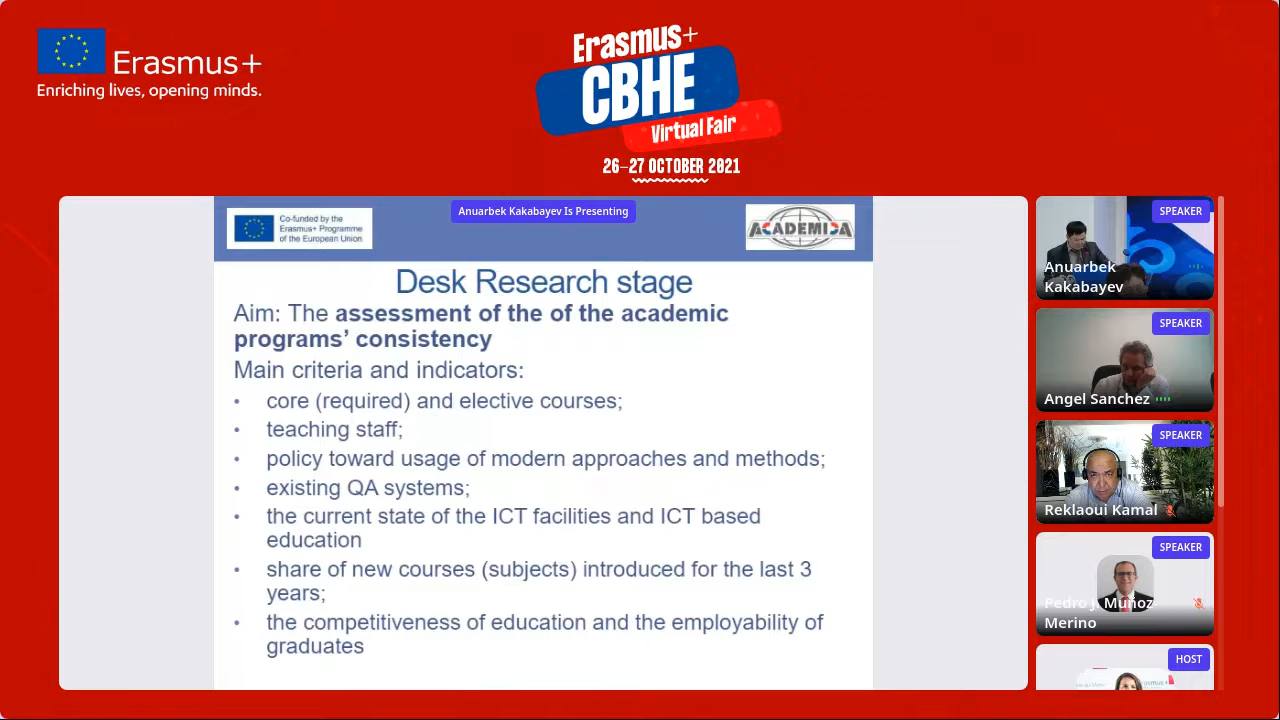 Erasmus+
Enriching lives, opening minds.
Erasmus+
CBHE
Virtual Fair
26–27 OCTOBER 2021
Co-funded by the
Erasmus+ Programme
of the European Union
Anuarbek Kakabayev Is Presenting
ACADEMICA
Desk Research stage
Aim: The assessment of the of the academic
programs’ consistency
Main criteria and indicators:
• core (required) and elective courses;
• teaching staff;
• policy toward usage of modern approaches and methods;
• existing QA systems;
• the current state of the ICT facilities and ICT based
education
• share of new courses (subjects) introduced for the last 3
years;
• the competitiveness of education and the employability of
graduates
SPEAKER
Anuarbek
Kakabayev
SPEAKER
Angel Sanchez
SPEAKER
Reklaoui Kamal
SPEAKER
Pedro J. Muñoz-
Merino
HOST